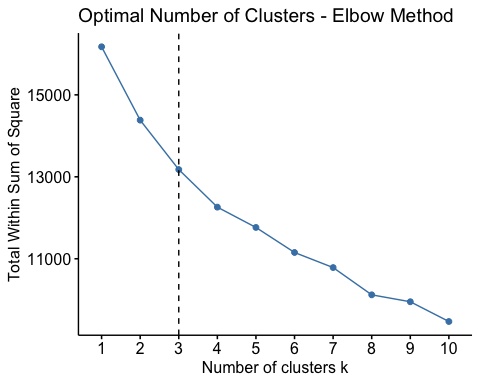 Optimal Number of Clusters - Elbow Method
Total Within Sum of Square
15000
13000
11000
1 2 3 4 5 6 7 8 9 10
Number of clusters k